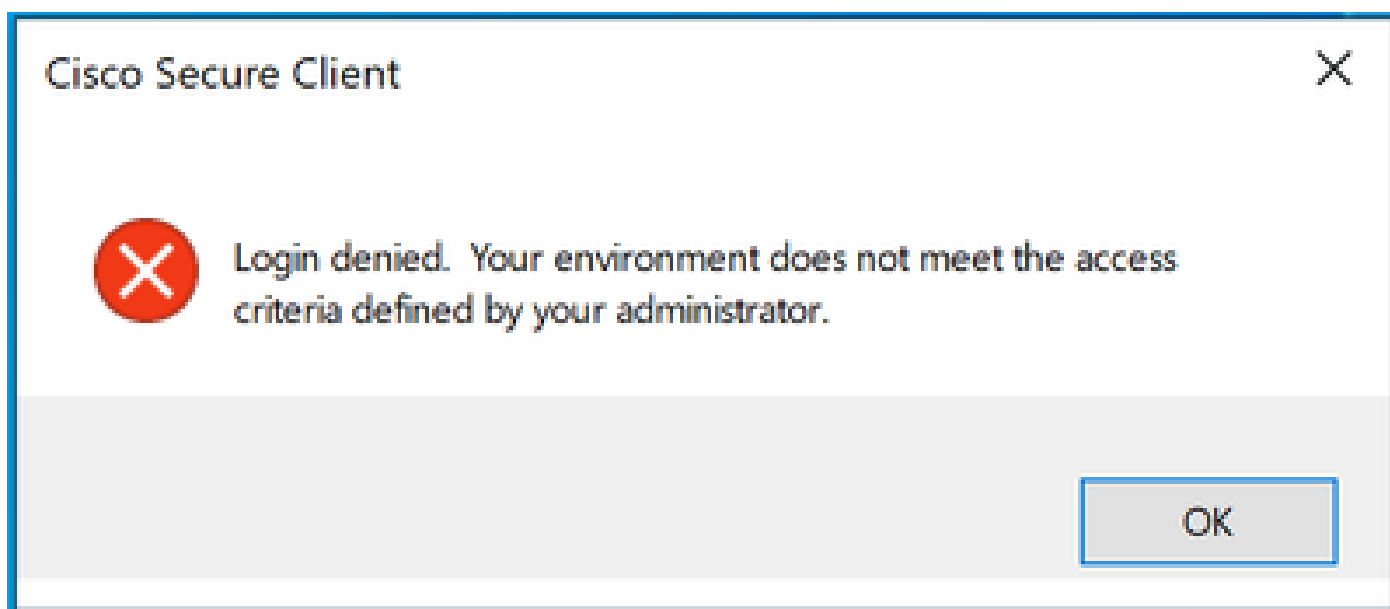 Cisco Secure Client
Login denied.  Your environment does not meet the access
criteria defined by your administrator.
OK